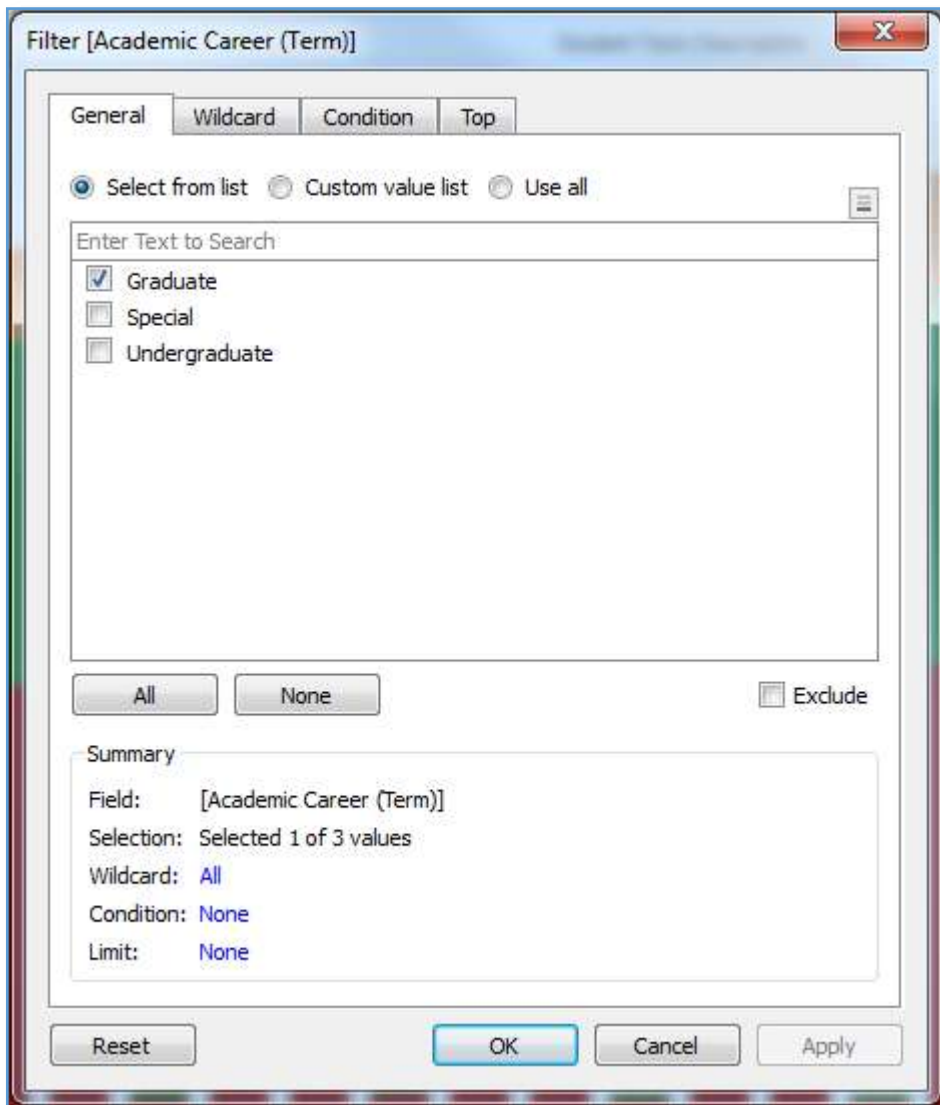 Filter [Academic Career (Term)]
General Wildcard Condition Top
Select from list Custom value list Use all
Enter Text to Search
Graduate
Special
Undergraduate
All None Exclude
Summary
Field: [Academic Career (Term)]
Selection: Selected 1 of 3 values
Wildcard: All
Condition: None
Limit: None
Reset OK Cancel Apply